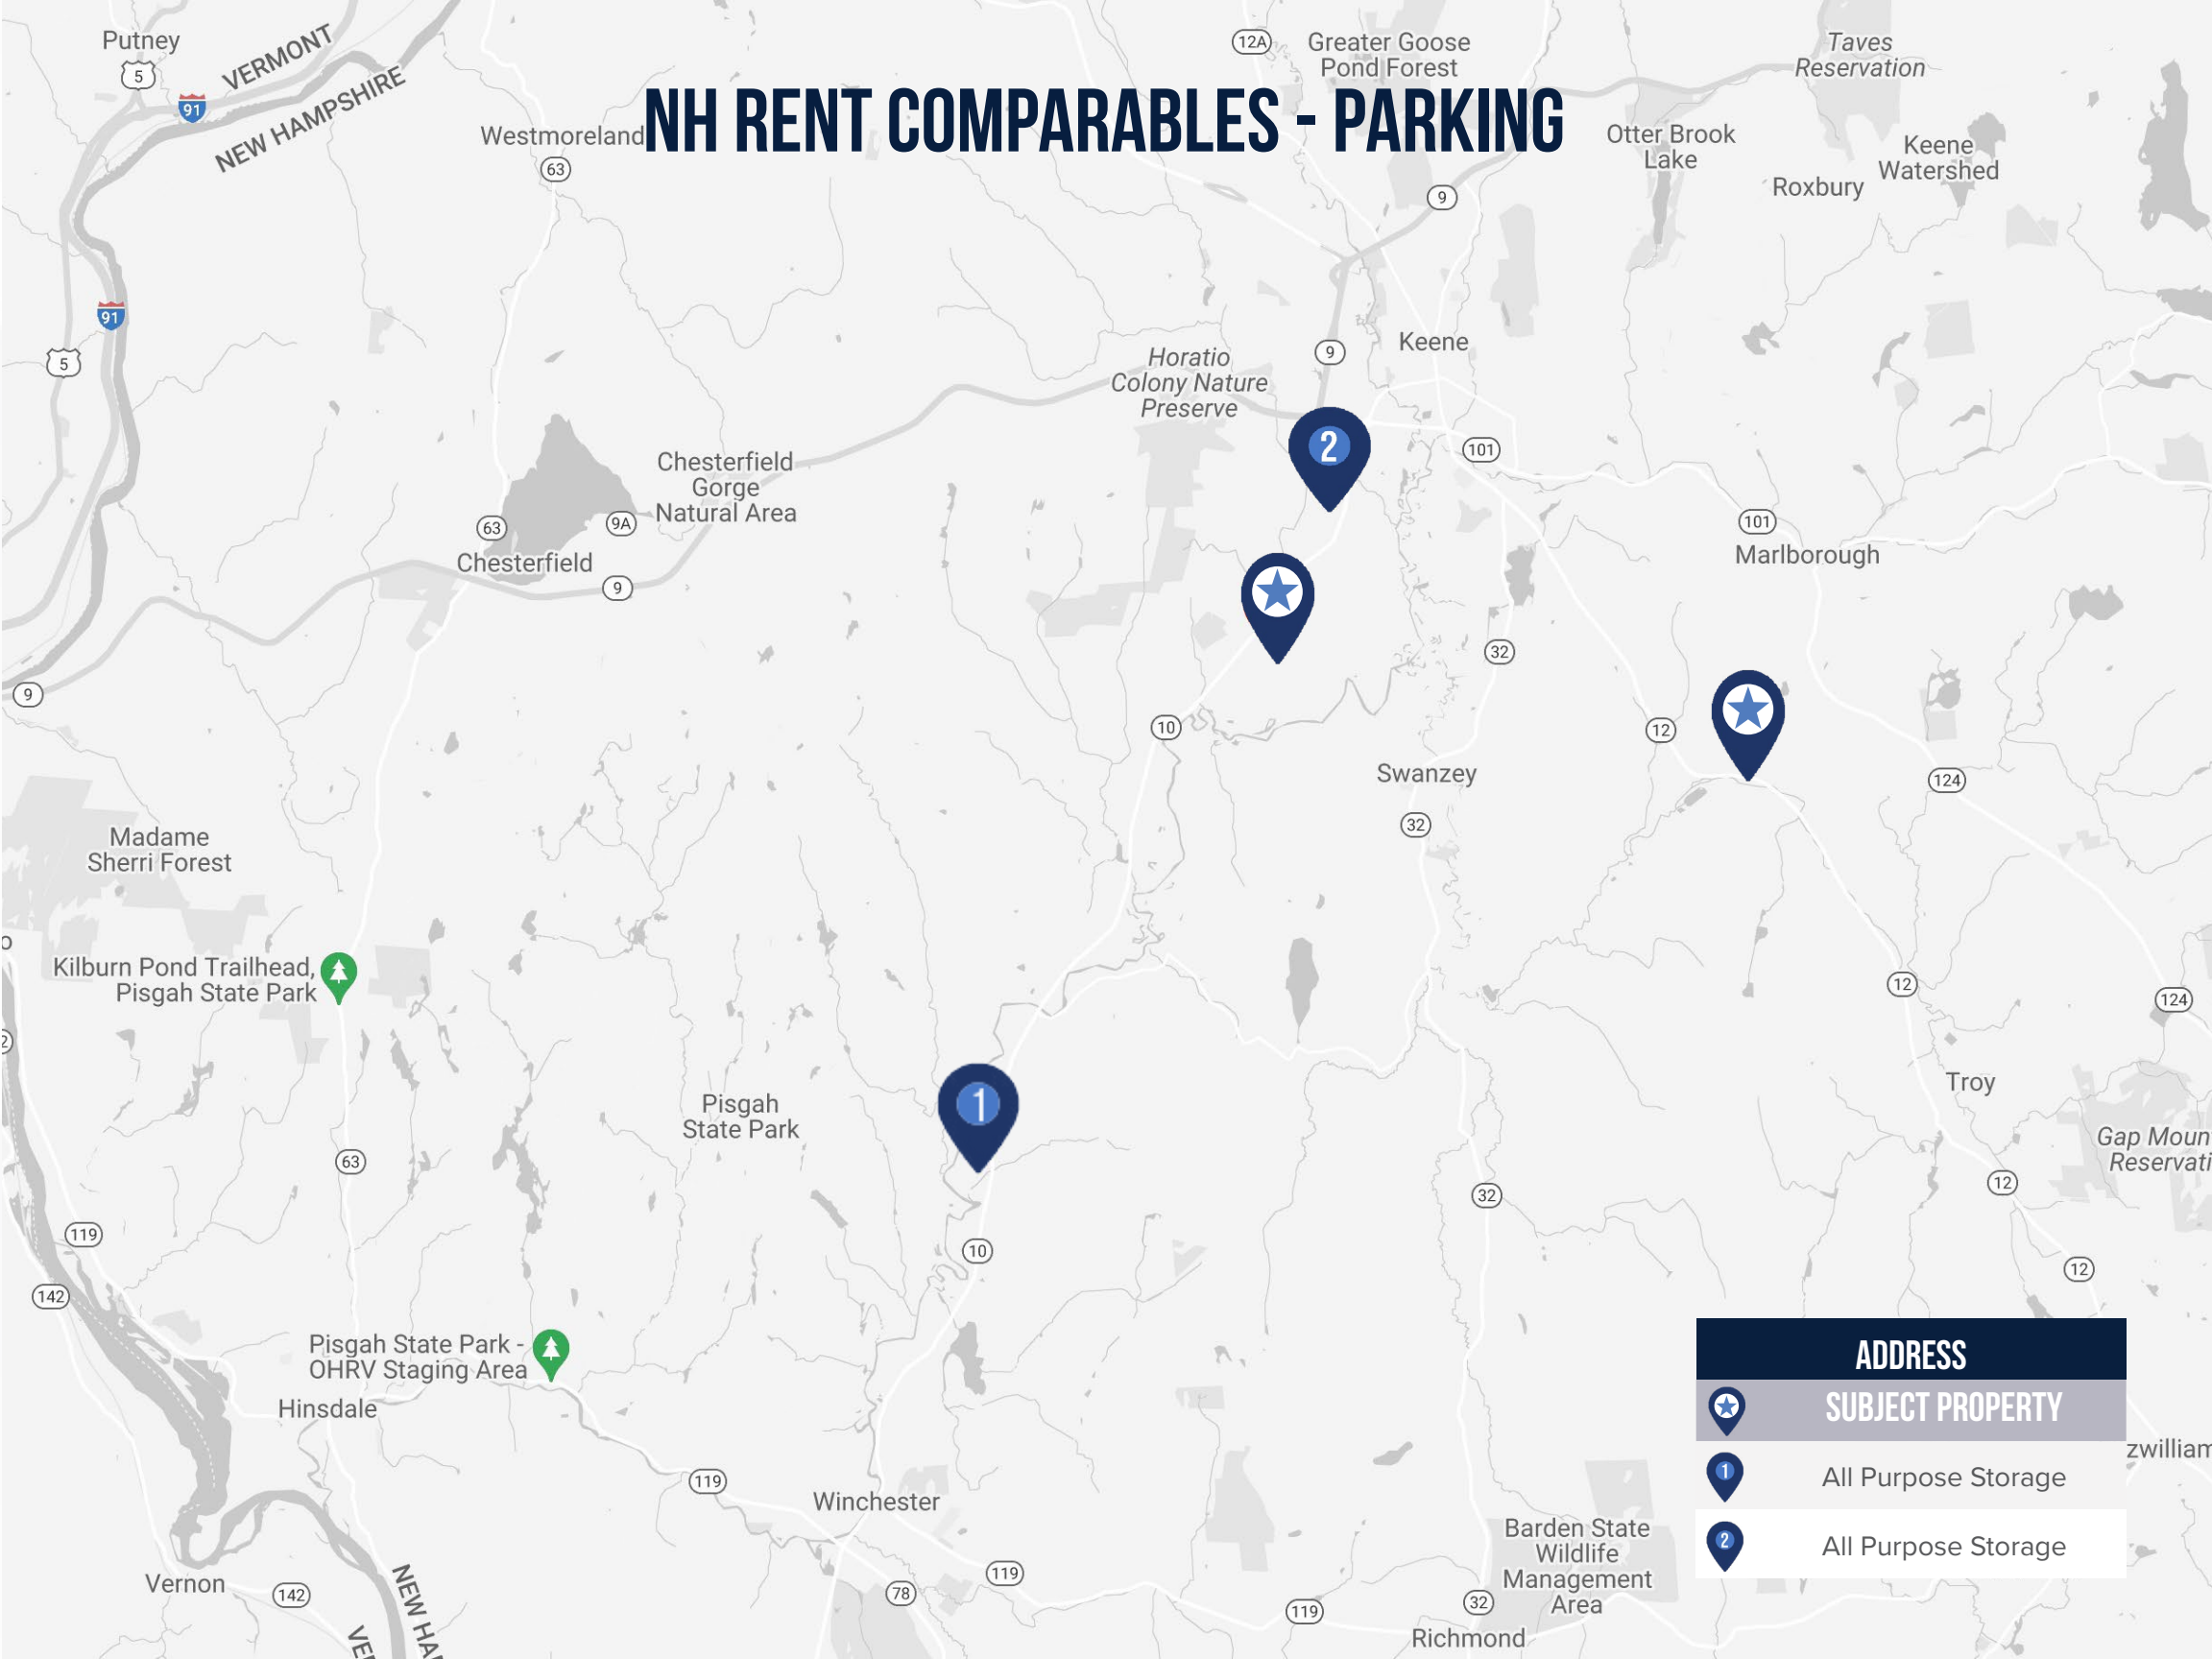 NH RENT COMPARABLES - PARKING
Putney
5
91
VERMONT
NEW HAMPSHIRE
Westmoreland
63
12A
Greater Goose
Pond Forest
9
Otter Brook
Lake
Taves
Reservation
Keene
Watershed
Roxbury
91
5
Horatio
Colony Nature
Preserve
9
Keene
2
101
Chesterfield
Gorge
Natural Area
63
9A
Chesterfield
9
101
Marlborough
32
9
10
12
Swanzey
124
32
Madame
Sherri Forest
Kilburn Pond Trailhead,
Pisgah State Park
12
124
Troy
1
Pisgah
State Park
Gap Moun
Reservati
63
12
32
119
10
12
142
Pisgah State Park -
OHRV Staging Area
Hinsdale
119
Winchester
zwilliam
Barden State
Wildlife
Management
Area
Vernon
142
78
119
119
32
Richmond
NEW HA
VE
ADDRESS
SUBJECT PROPERTY
1 All Purpose Storage
2 All Purpose Storage